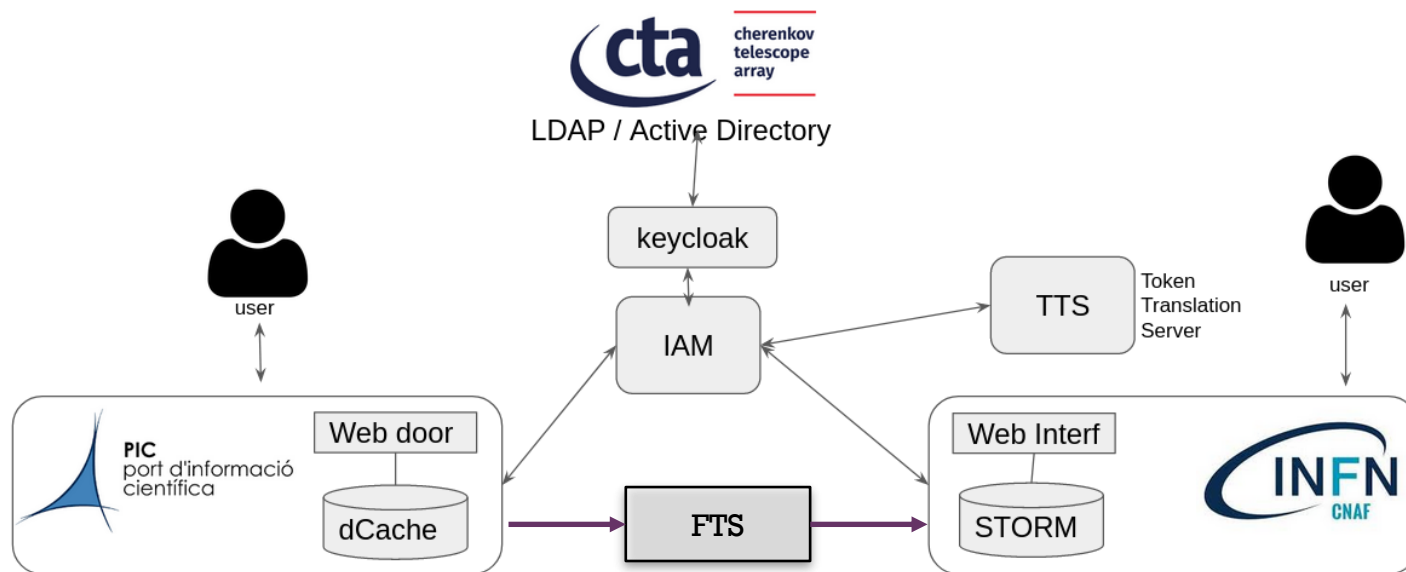 cta
cherenkov
telescope
array
LDAP / Active Directory
keycloak
user
user
TTS
Token
Translation
Server
IAM
PIC
port d'informació
científica
Web door
dCache
FTS
Web Interf
STORM
INFN
CNAF